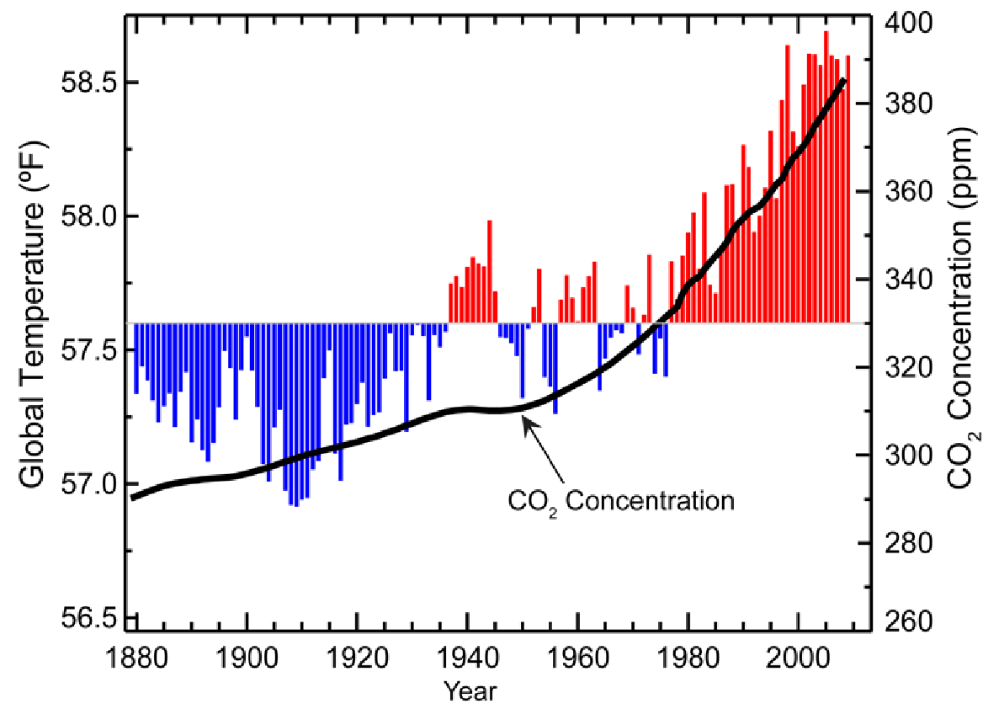 Global Temperature (ºF)
58.5
58.0
57.5
57.0
56.5
400
380
360
340
320
300
280
260
CO2 Concentration (ppm)
CO2 Concentration
1880 1900 1920 1940 1960 1980 2000
Year